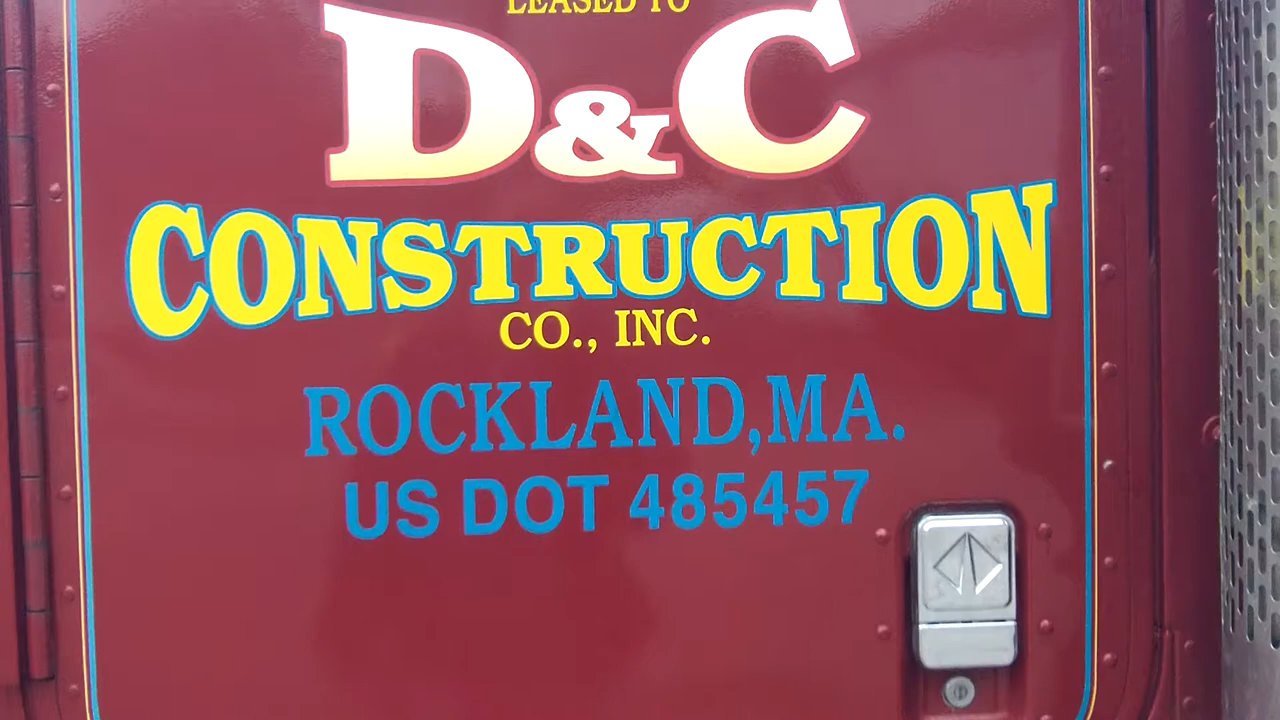 LEASED TO
D&C
CONSTRUCTION
CO., INC.
ROCKLAND,MA.
US DOT 485457